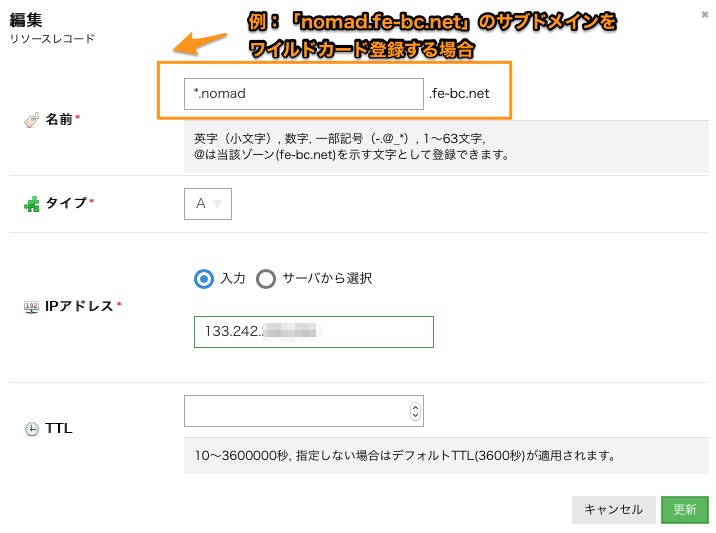 編集
リソースレコード
例：「nomad.fe-bc.net」のサブドメインを
ワイルドカード登録する場合
*.nomad .fe-bc.net
名前*
英字（小文字）, 数字, 一部記号（-.@_*）, 1〜63文字,
@は当該ゾーン(fe-bc.net)を示す文字として登録できます。
タイプ* A
入力 サーバから選択
192 IPアドレス*
133.242.
TTL
10〜3600000秒, 指定しない場合はデフォルトTTL(3600秒)が適用されます。
キャンセル 更新